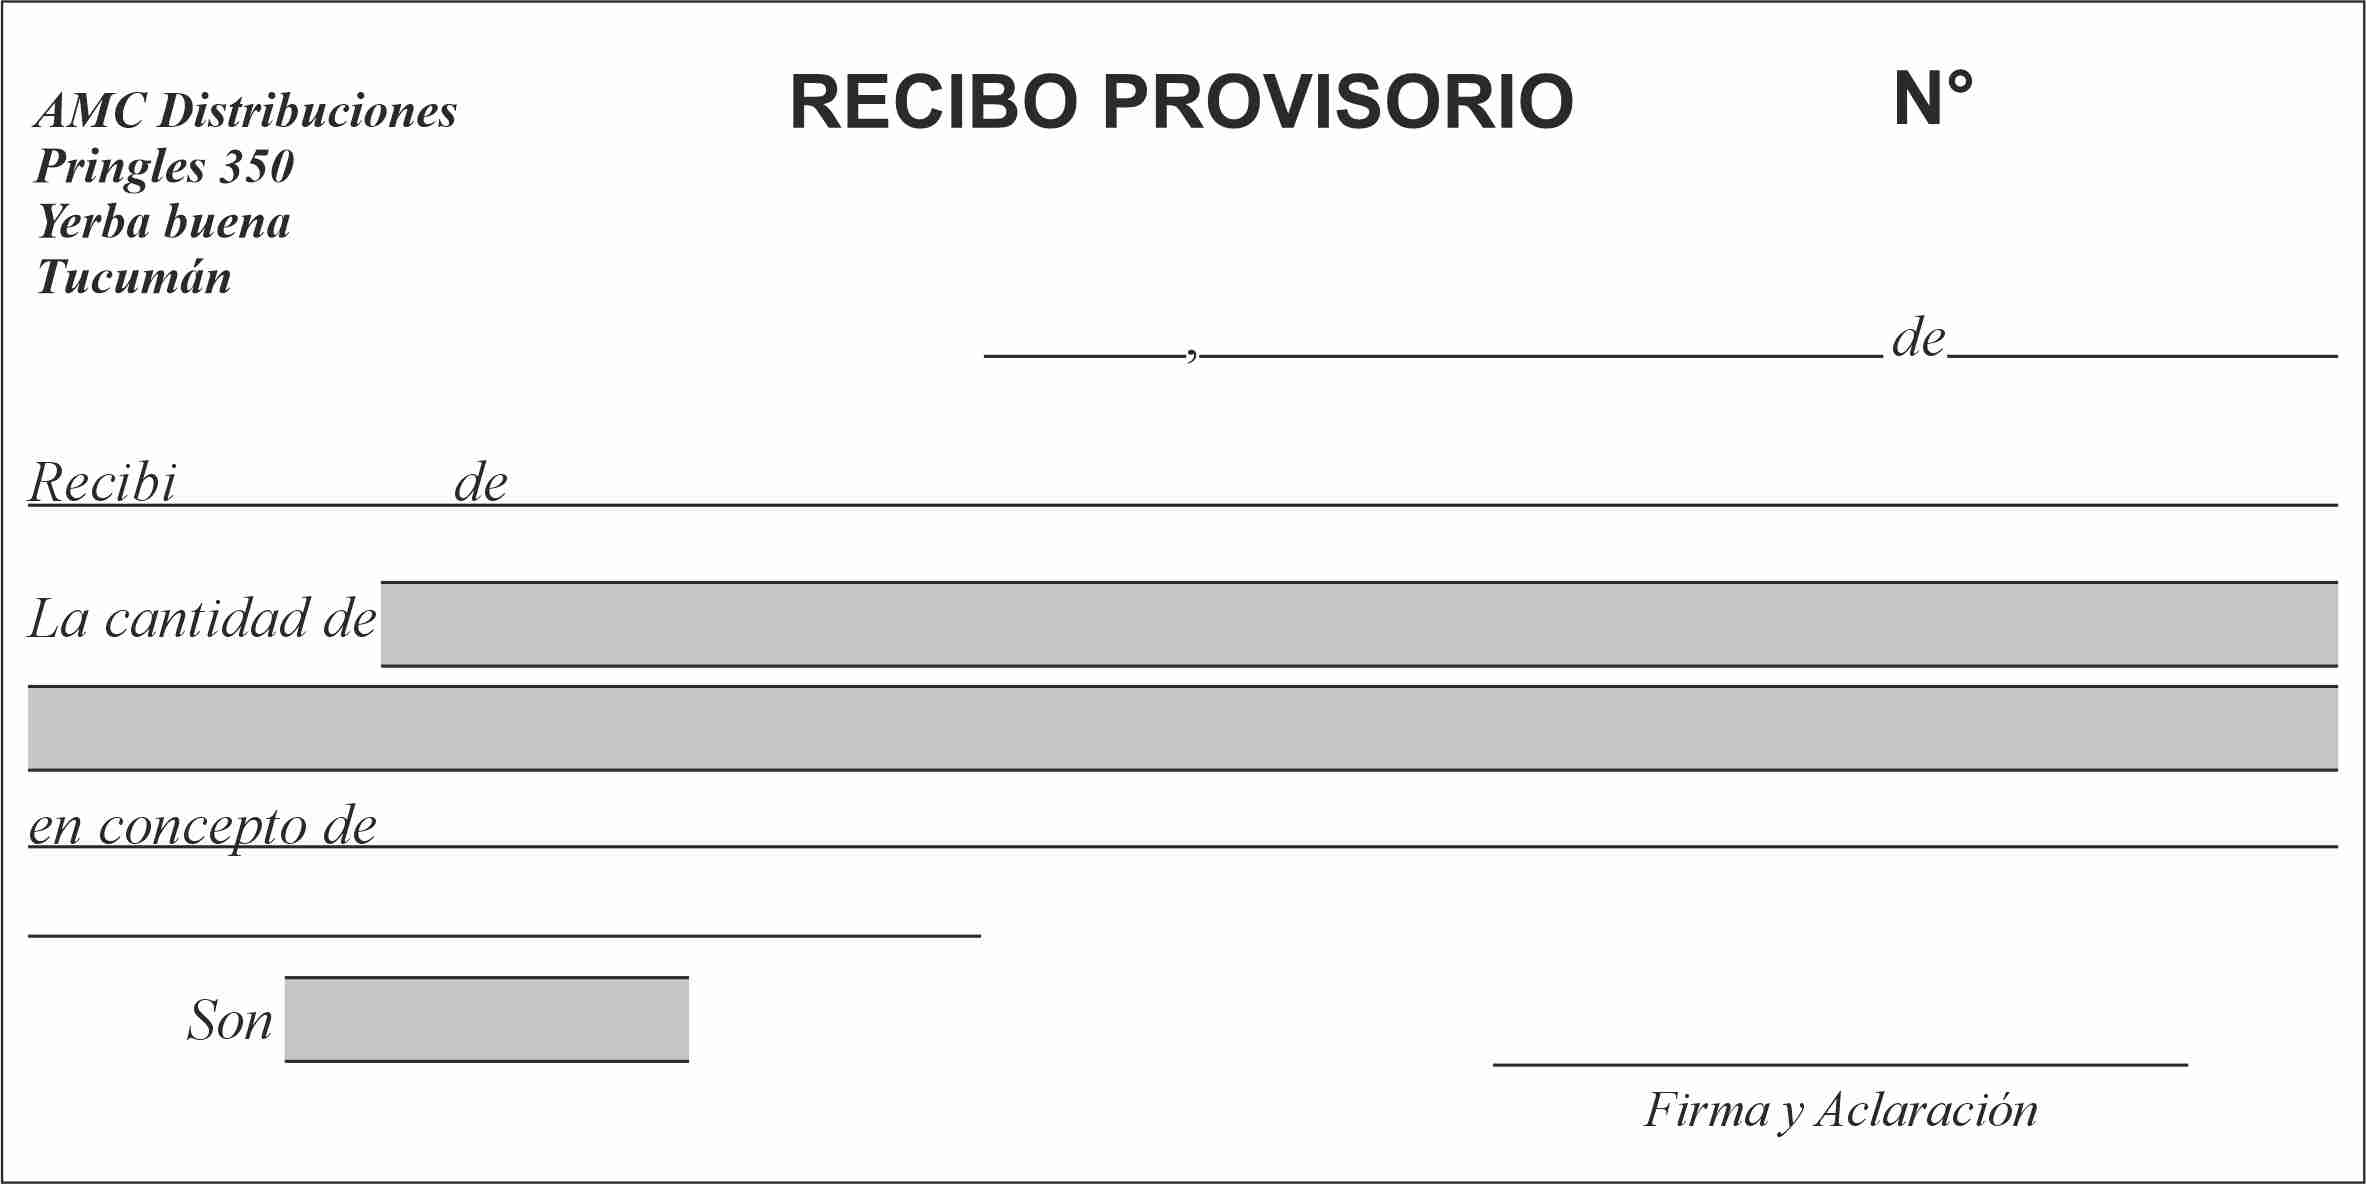 RECIBO PROVISORIO N°
AMC Distribuciones
Pringles 350
Yerba buena
Tucumán
, de
Recibi de
La cantidad de
en concepto de
Son
Firma y Aclaración